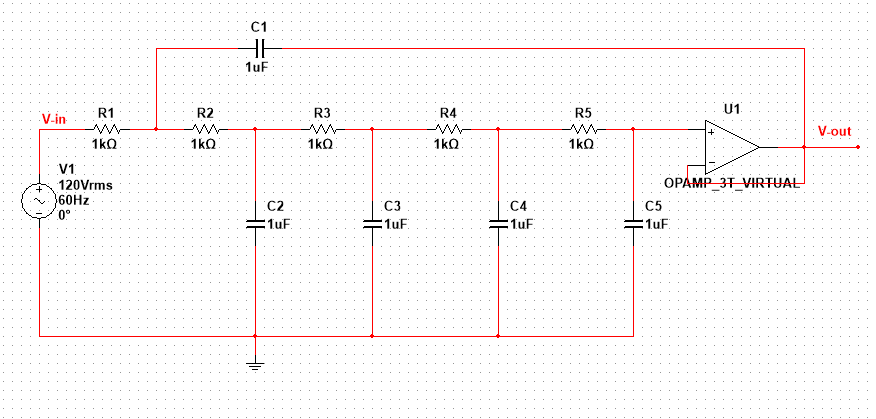 C1
1uF
V-in
R1
1kΩ
R2
1kΩ
R3
1kΩ
R4
1kΩ
R5
1kΩ
U1
OPAMP_3T_VIRTUAL
V-out
V1
120Vrms
60Hz
0°
C2
1uF
C3
1uF
C4
1uF
C5
1uF